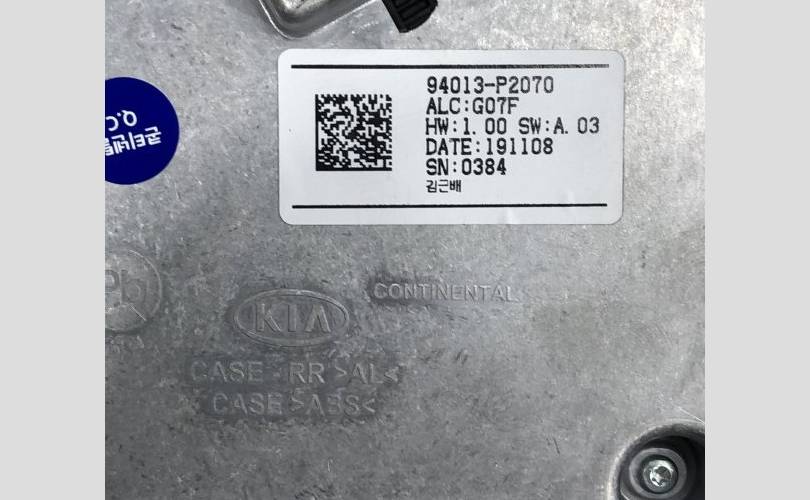 94013-P2070
ALC:G07F
HW:1.00 SW:A.03
DATE:191108
SN:0384
김근배
Q.C
Pb
KIA
CONTINENTAL
CASE-RR >AL<
CASE >ABS<